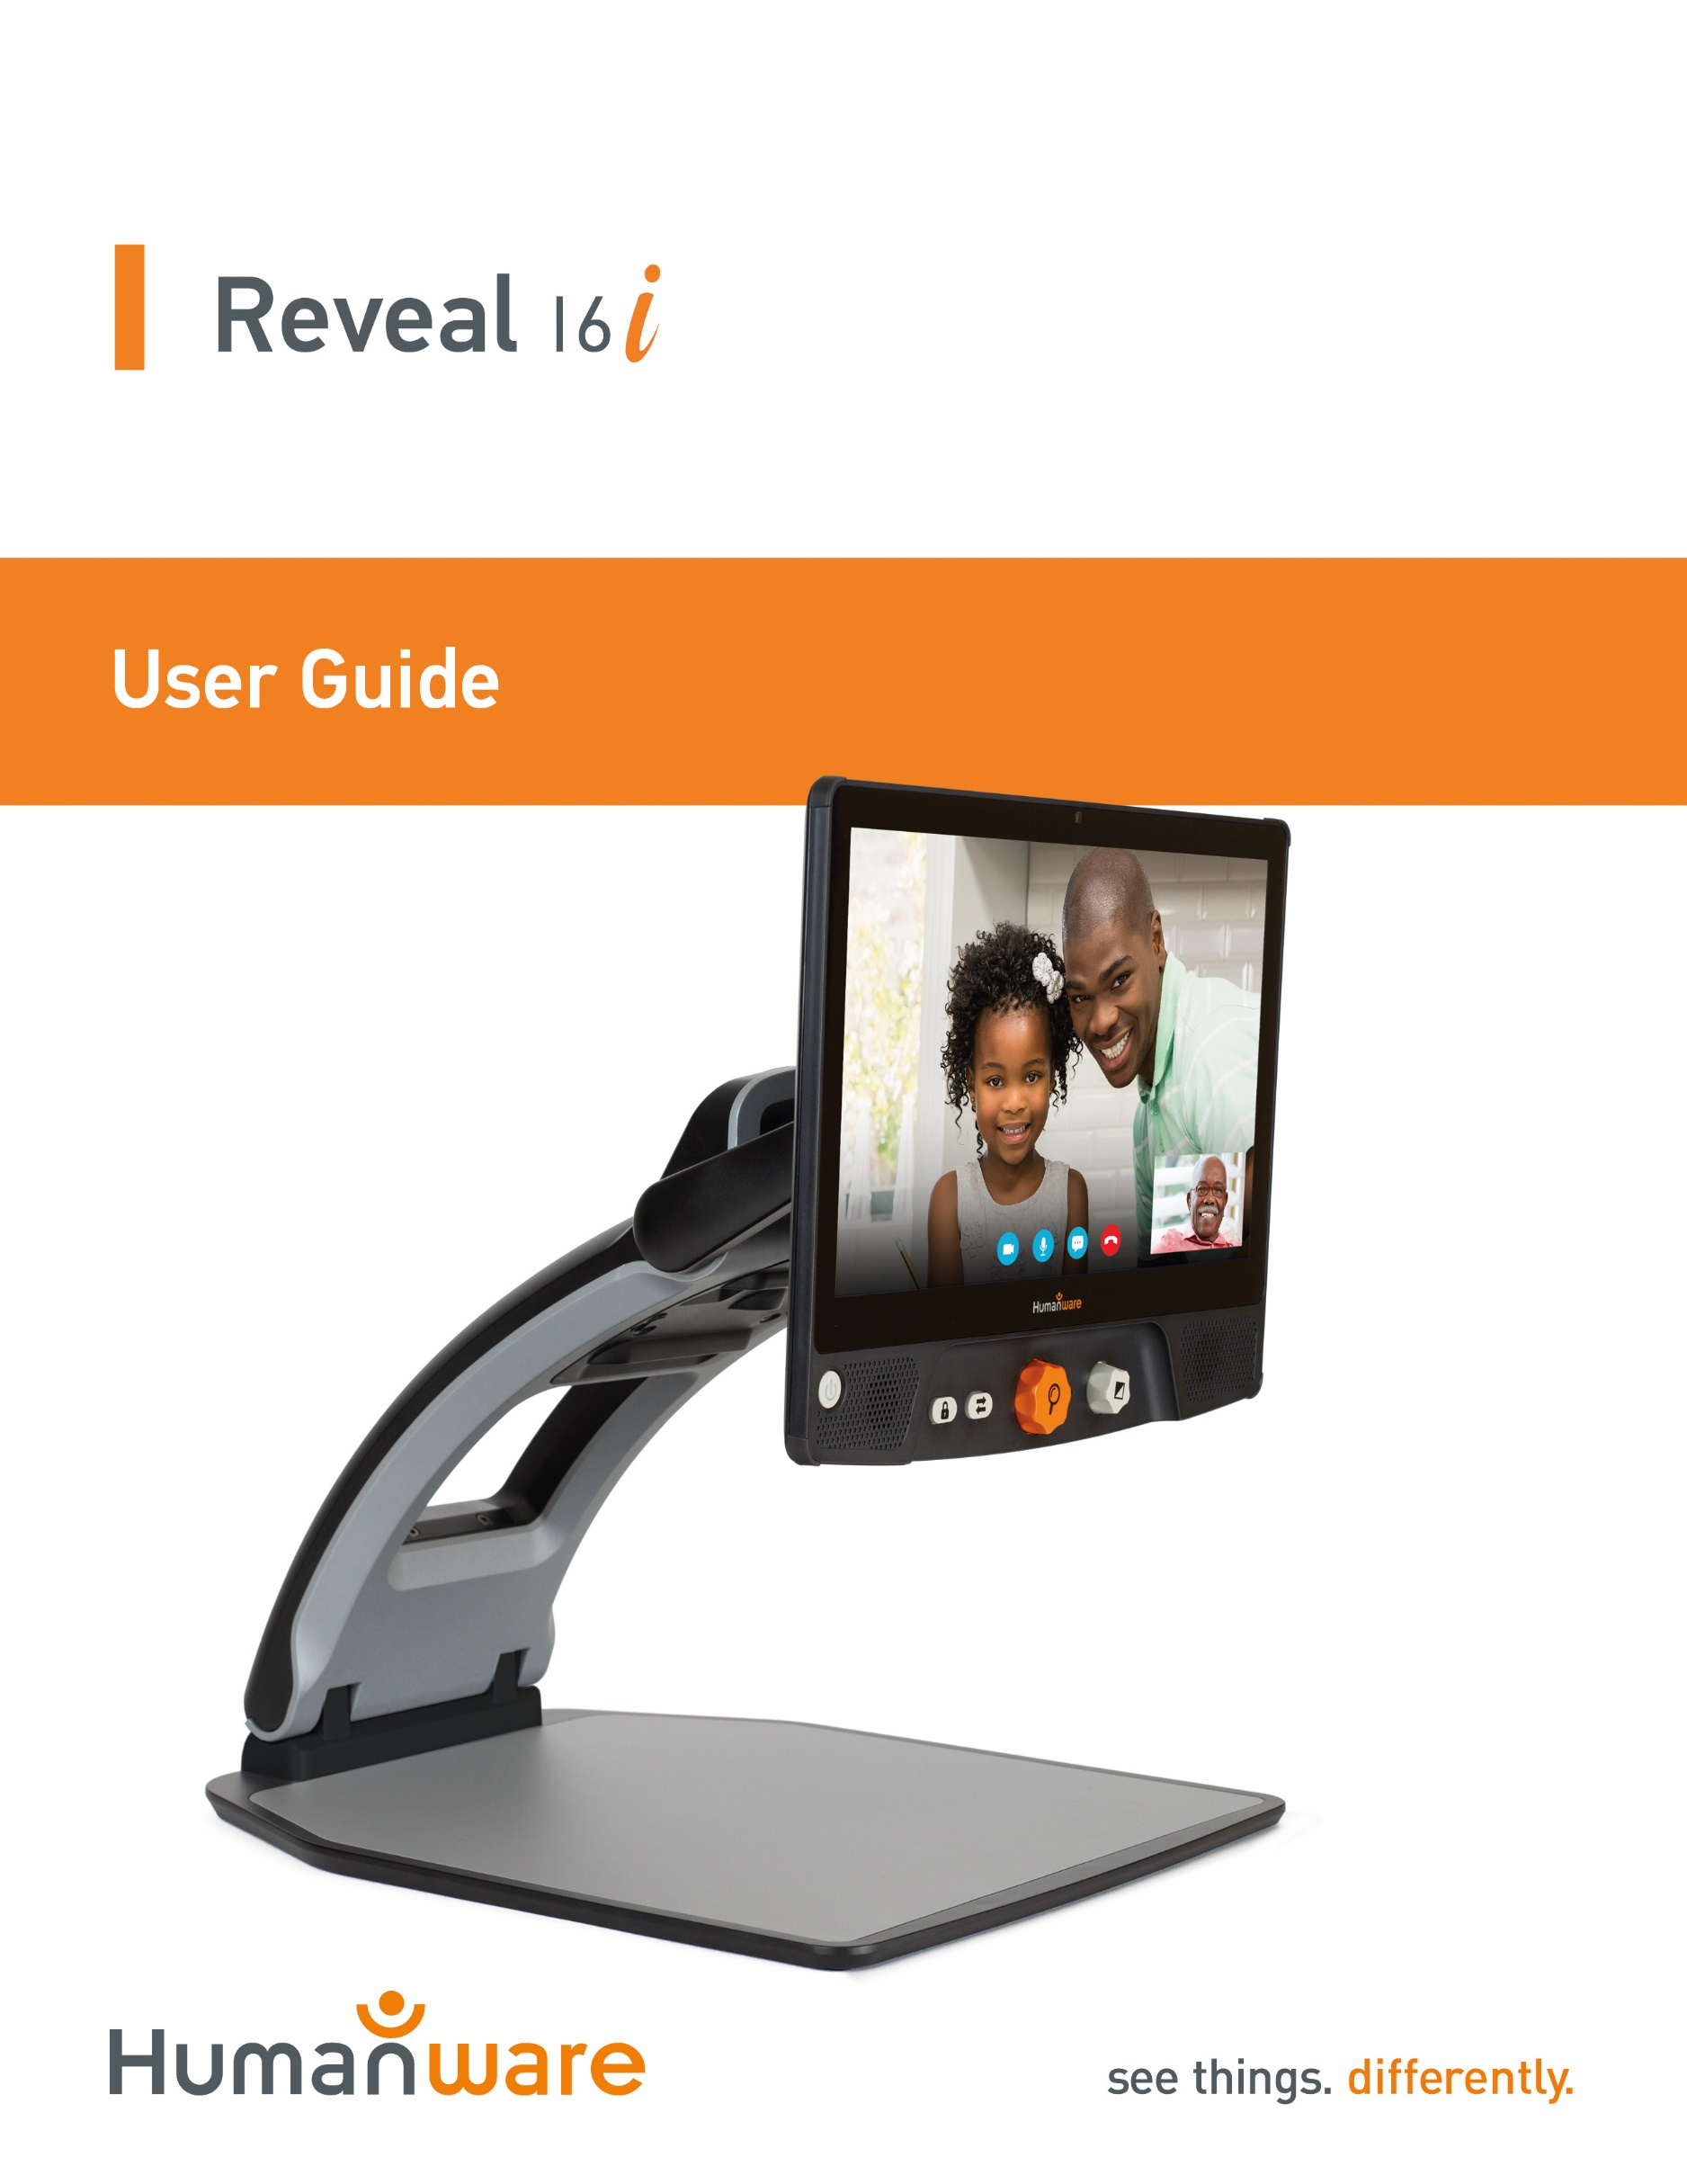 Reveal 16i
User Guide
Humanware
Humanware
see things. differently.